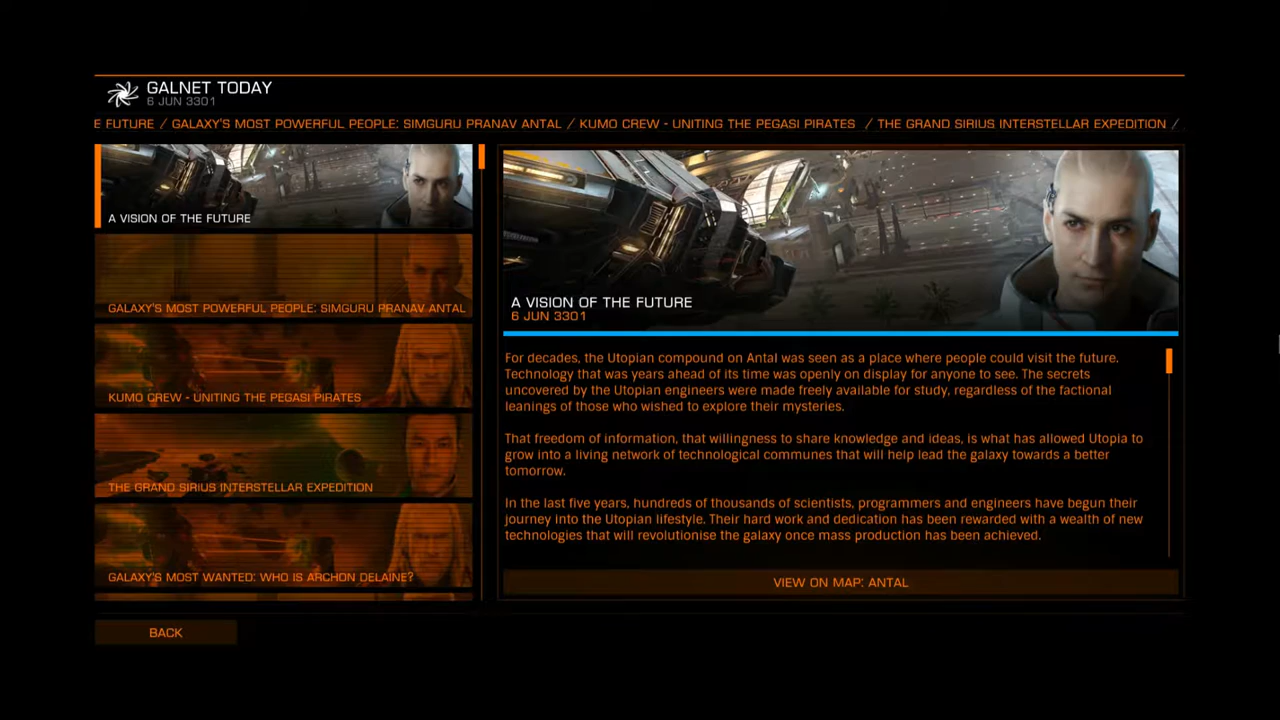 GALNET TODAY
6 JUN 3301
E FUTURE / GALAXY'S MOST POWERFUL PEOPLE: SIMGURU PRANAV ANTAL / KUMO CREW - UNITING THE PEGASI PIRATES / THE GRAND SIRIUS INTERSTELLAR EXPEDITION /
A VISION OF THE FUTURE
GALAXY'S MOST POWERFUL PEOPLE: SIMGURU PRANAV ANTAL
KUMO CREW - UNITING THE PEGASI PIRATES
THE GRAND SIRIUS INTERSTELLAR EXPEDITION
GALAXY'S MOST WANTED: WHO IS ARCHON DELAINE?
A VISION OF THE FUTURE
6 JUN 3301
For decades, the Utopian compound on Antal was seen as a place where people could visit the future.
Technology that was years ahead of its time was openly on display for anyone to see. The secrets
uncovered by the Utopian engineers were made freely available for study, regardless of the factional
leanings of those who wished to explore their mysteries.
That freedom of information, that willingness to share knowledge and ideas, is what has allowed Utopia to
grow into a living network of technological communes that will help lead the galaxy towards a better
tomorrow.
In the last five years, hundreds of thousands of scientists, programmers and engineers have begun their
journey into the Utopian lifestyle. Their hard work and dedication has been rewarded with a wealth of new
technologies that will revolutionise the galaxy once mass production has been achieved.
VIEW ON MAP: ANTAL
BACK